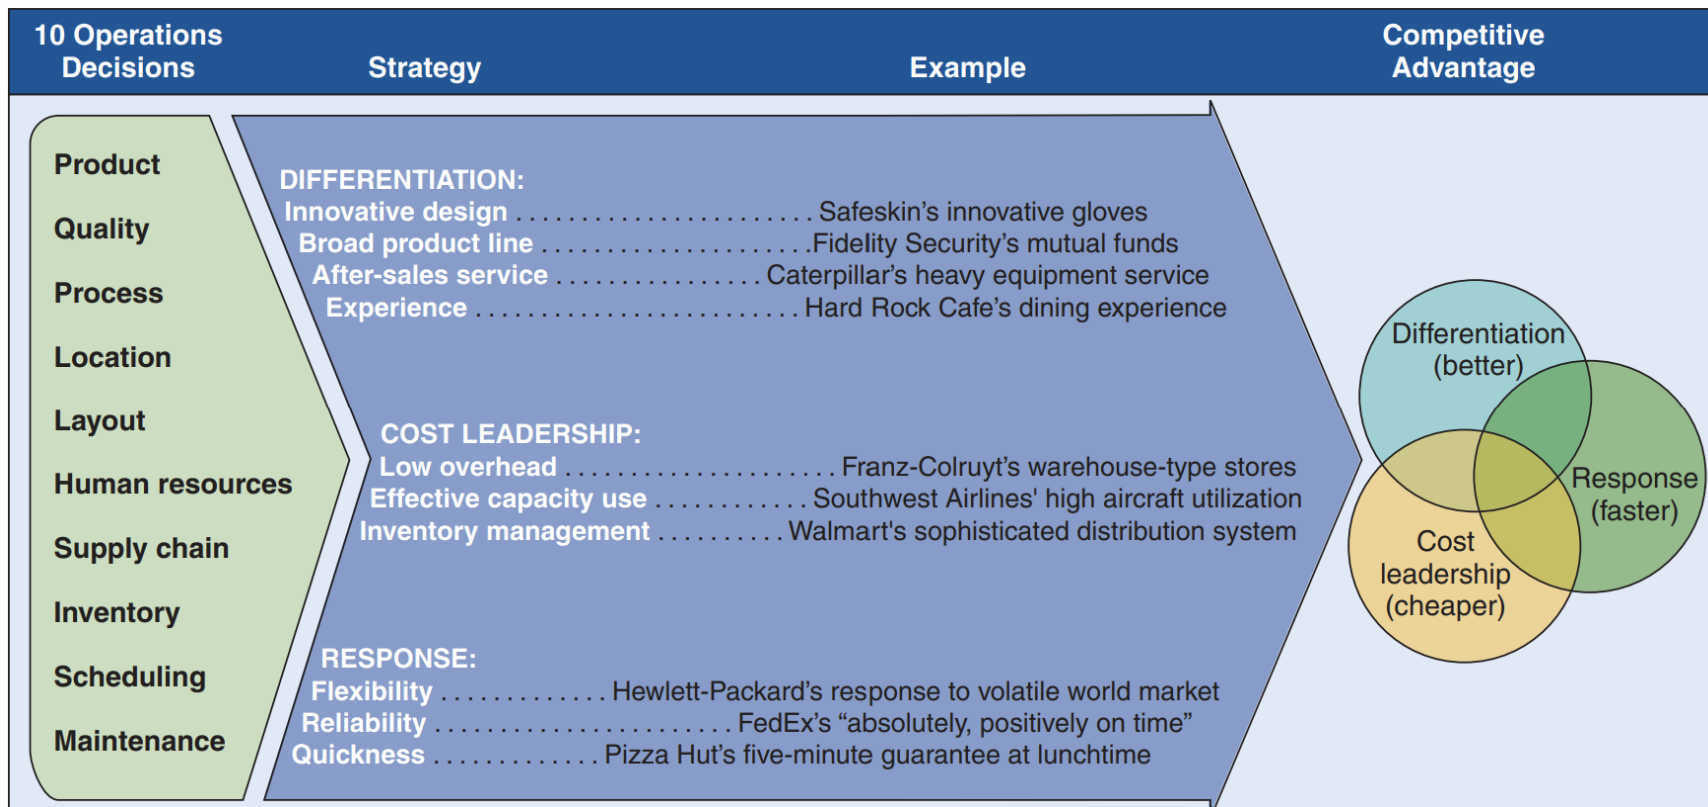 10 Operations
Decisions
Strategy
Example
Competitive
Advantage
Product
Quality
Process
Location
Layout
Human resources
Supply chain
Inventory
Scheduling
Maintenance
DIFFERENTIATION:
Innovative design . . . . . . . . . . . . . . . . . . . . . . . Safeskin’s innovative gloves
Broad product line . . . . . . . . . . . . . . . . . . . . .Fidelity Security’s mutual funds
After-sales service . . . . . . . . . . . . . . . . Caterpillar’s heavy equipment service
Experience . . . . . . . . . . . . . . . . . . . . . . . . . Hard Rock Cafe’s dining experience
COST LEADERSHIP:
Low overhead . . . . . . . . . . . . . . . . . . . . . Franz-Colruyt’s warehouse-type stores
Effective capacity use . . . . . . . . . . . . Southwest Airlines' high aircraft utilization
Inventory management . . . . . . . . . . Walmart's sophisticated distribution system
RESPONSE:
Flexibility . . . . . . . . . . . . . Hewlett-Packard’s response to volatile world market
Reliability . . . . . . . . . . . . . . . . . . . . . . . FedEx’s “absolutely, positively on time”
Quickness . . . . . . . . . . . . . Pizza Hut’s five-minute guarantee at lunchtime
Differentiation
(better)
Response
(faster)
Cost
leadership
(cheaper)